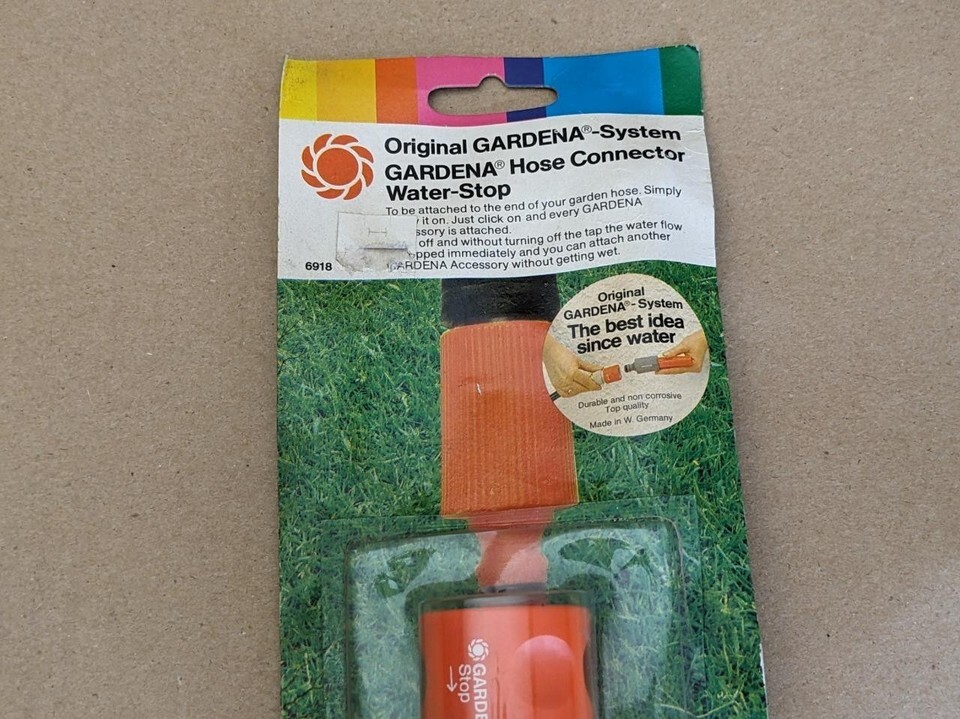 Original GARDENA®-System
GARDENA® Hose Connector
Water-Stop
To be attached to the end of your garden hose. Simply
it on. Just click on and every GARDENA
is attached.
off and without turning off the tap the water flow
immediately and you can attach another
GARDENA Accessory without getting wet.
6918
Original
GARDENA®-System
The best idea
since water
Durable and non corrosive
Top quality
Made in W. Germany
Stop